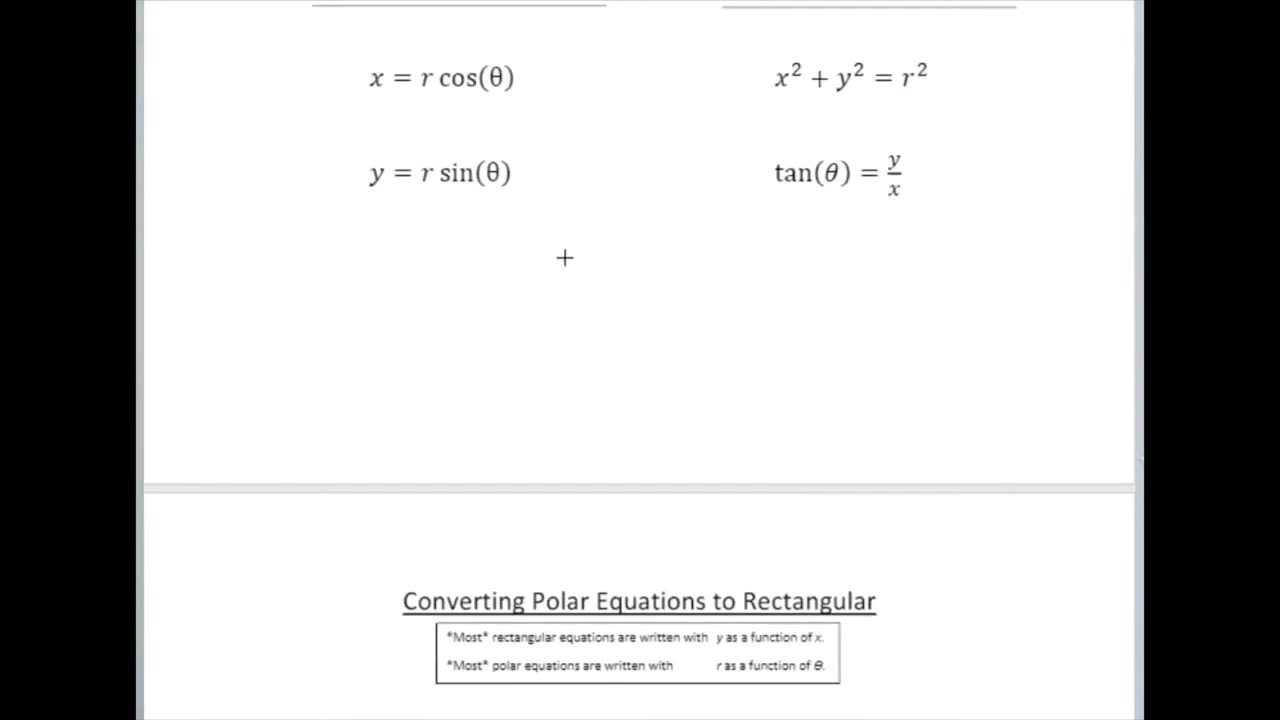 x = r cos(θ)
x² + y² = r²
y = r sin(θ)
tan(θ) = y/x
Converting Polar Equations to Rectangular
*Most* rectangular equations are written with y as a function of x.
*Most* polar equations are written with r as a function of θ.